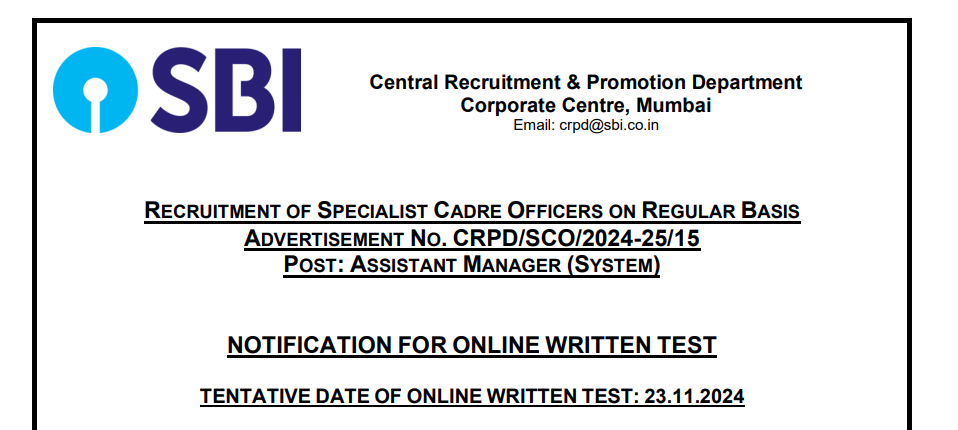 SBI
Central Recruitment & Promotion Department
Corporate Centre, Mumbai
Email: crpd@sbi.co.in
RECRUITMENT OF SPECIALIST CADRE OFFICERS ON REGULAR BASIS
ADVERTISEMENT NO. CRPD/SCO/2024-25/15
POST: ASSISTANT MANAGER (SYSTEM)
NOTIFICATION FOR ONLINE WRITTEN TEST
TENTATIVE DATE OF ONLINE WRITTEN TEST: 23.11.2024